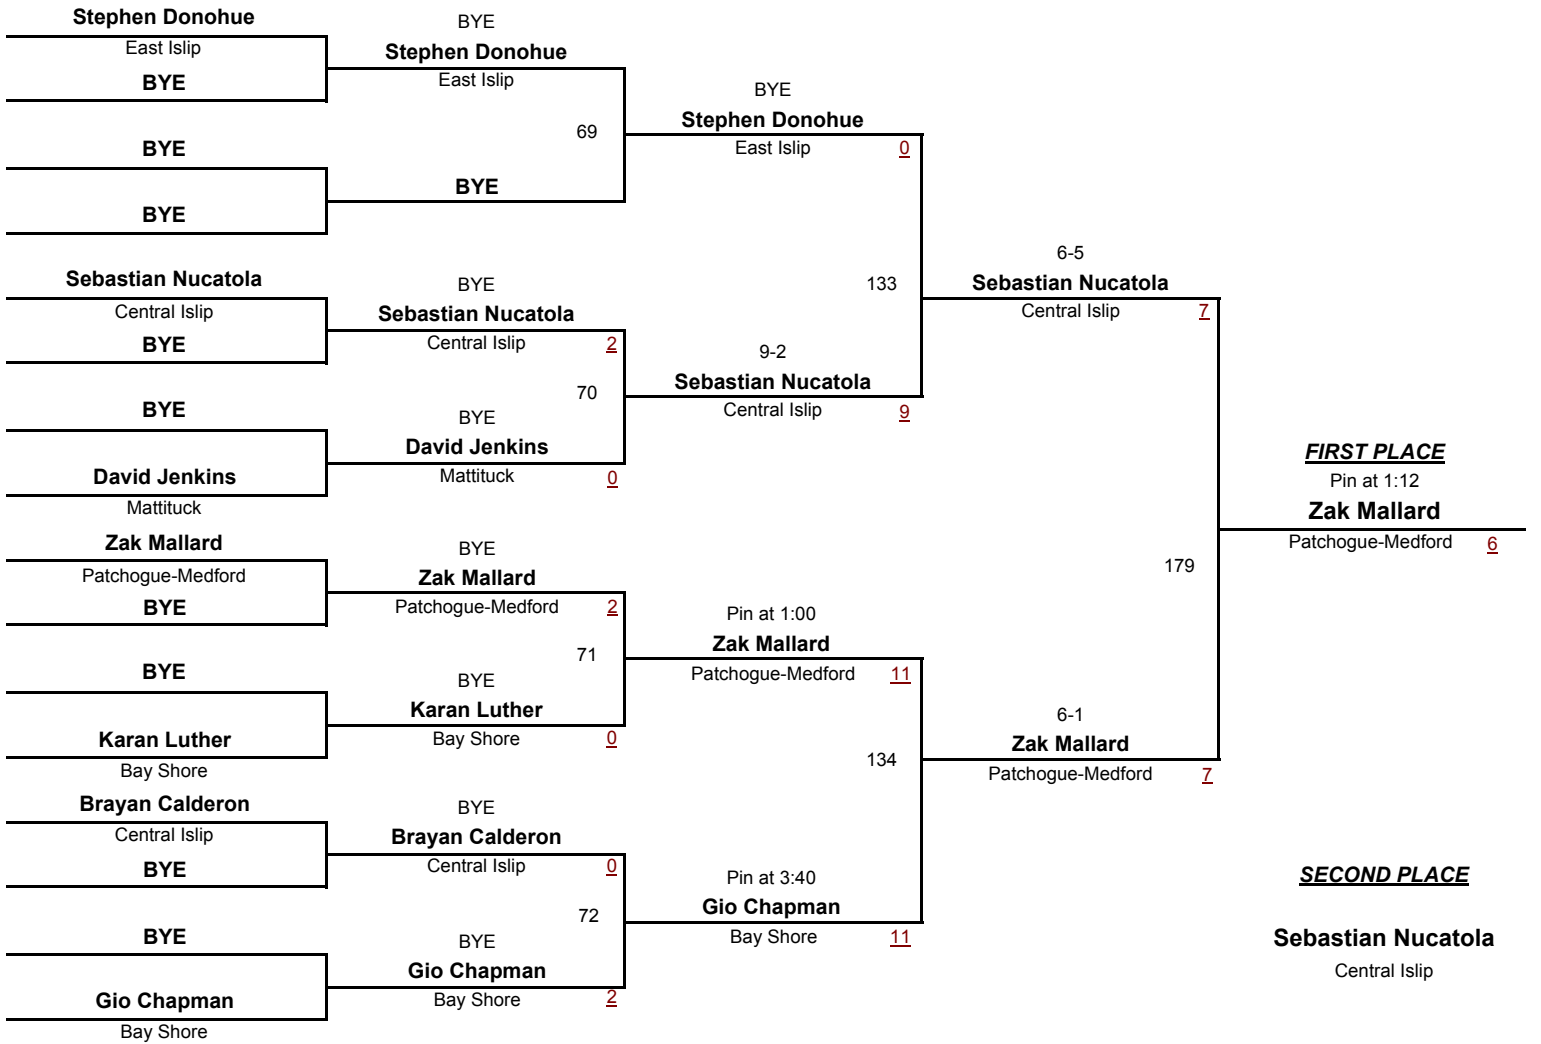 Stephen Donohue
East Islip
BYE
BYE
BYE
Sebastian Nucatola
Central Islip
BYE
BYE
David Jenkins
Mattituck
Zak Mallard
Patchogue-Medford
BYE
BYE
Karan Luther
Bay Shore
Brayan Calderon
Central Islip
BYE
BYE
Gio Chapman
Bay Shore
BYE
Stephen Donohue
East Islip
69
BYE
BYE
Sebastian Nucatola
Central Islip 2
70
BYE
David Jenkins
Mattituck 0
BYE
Zak Mallard
Patchogue-Medford 2
71
BYE
Karan Luther
Bay Shore 0
BYE
Brayan Calderon
Central Islip 0
72
BYE
Gio Chapman
Bay Shore 2
BYE
Stephen Donohue
East Islip 0
133
9-2
Sebastian Nucatola
Central Islip 9
Pin at 1:00
Zak Mallard
Patchogue-Medford 11
134
Pin at 3:40
Gio Chapman
Bay Shore 11
6-5
Sebastian Nucatola
Central Islip 7
179
6-1
Zak Mallard
Patchogue-Medford 7
FIRST PLACE
Pin at 1:12
Zak Mallard
Patchogue-Medford 6
SECOND PLACE
Sebastian Nucatola
Central Islip